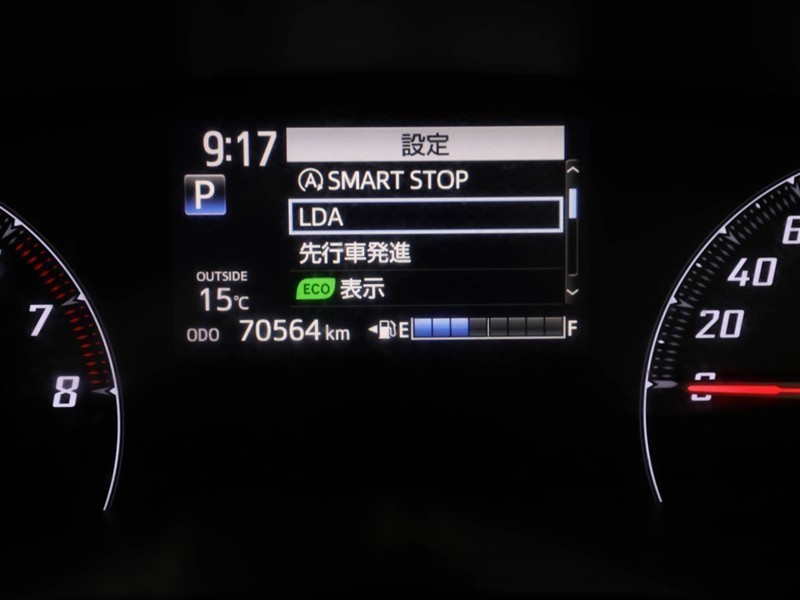 9:17
設定
P
Ⓐ SMART STOP
LDA
先行車発進
ECO 表示
OUTSIDE
15℃
ODO 70564 km
E F
7
8
60
40
20
0